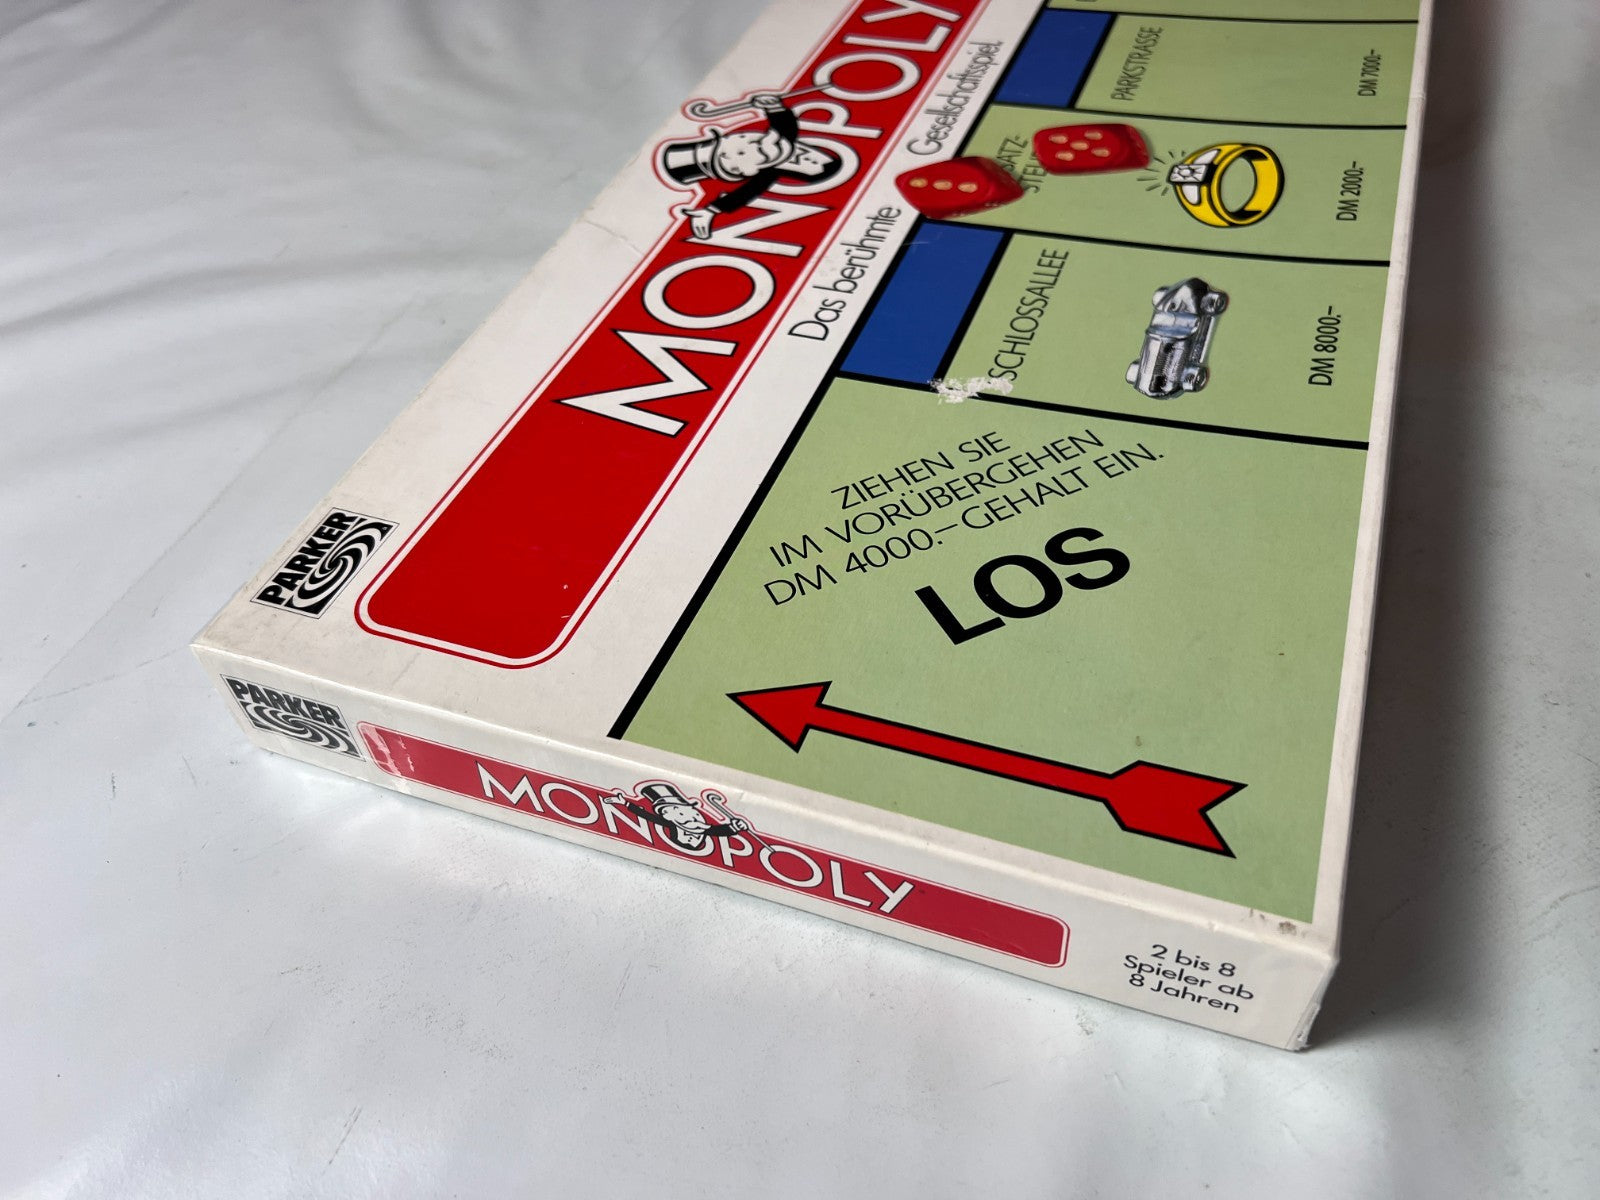 MONOPOLY
Das berühmte Gesellschaftsspiel
PARKER
PARKSTRASSE
DM 7000.–
DM 2000.–
SCHLOSSALLEE
DM 8000.–
ZIEHEN SIE
IM VORÜBERGEHEN
DM 4000.– GEHALT EIN.
LOS
PARKER
MONOPOLY
2 bis 8
Spieler ab
8 Jahren